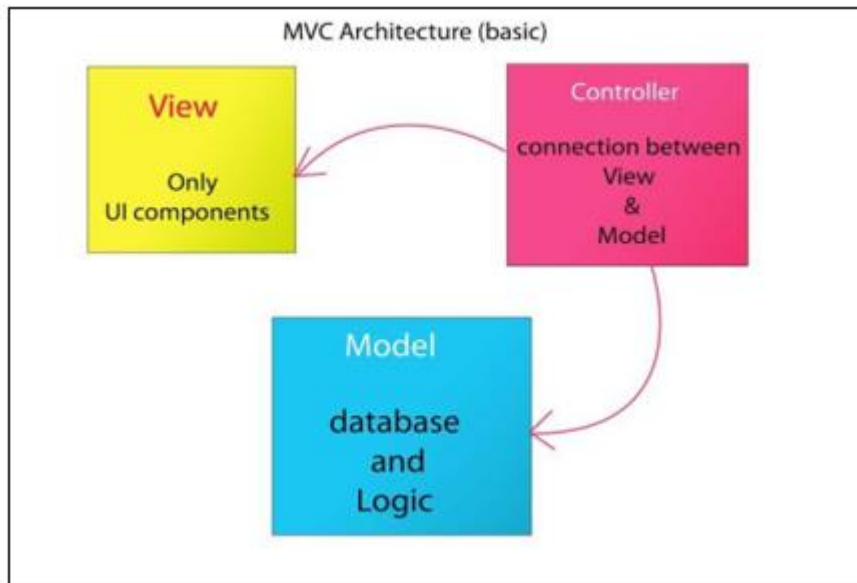 MVC Architecture (basic)
View
Only
UI components
Controller
connection between
View
&
Model
Model
database
and
Logic